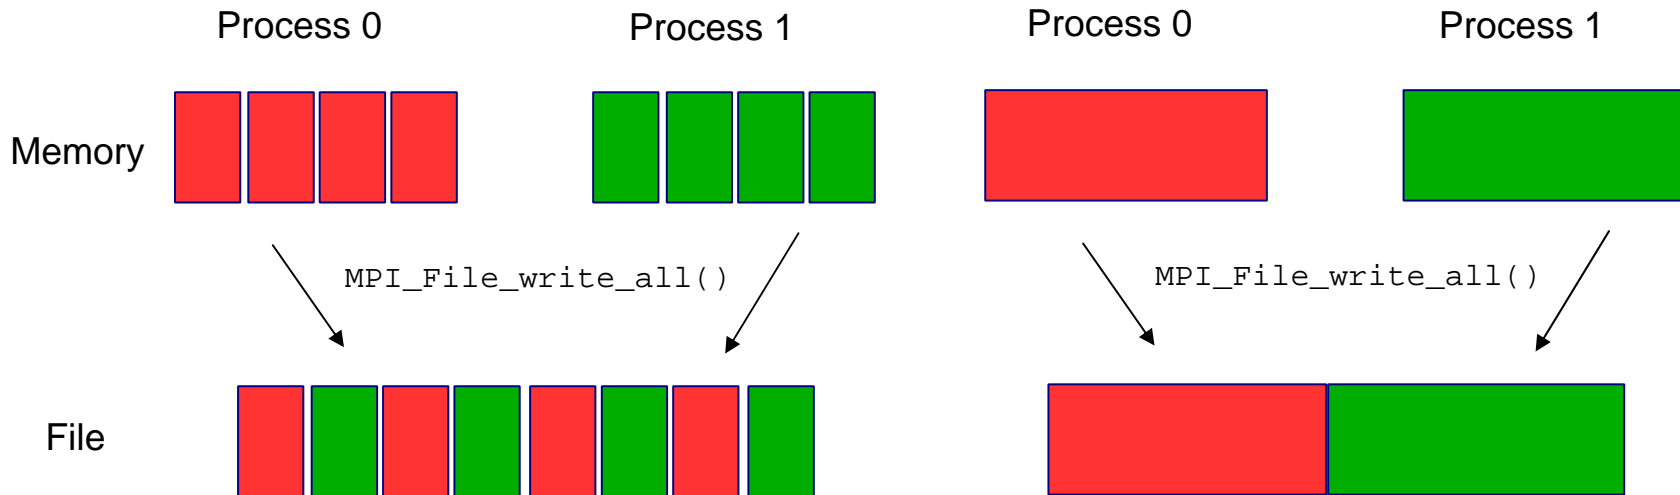 Process 0
Process 1
Process 0
Process 1
Memory
MPI_File_write_all()
MPI_File_write_all()
File